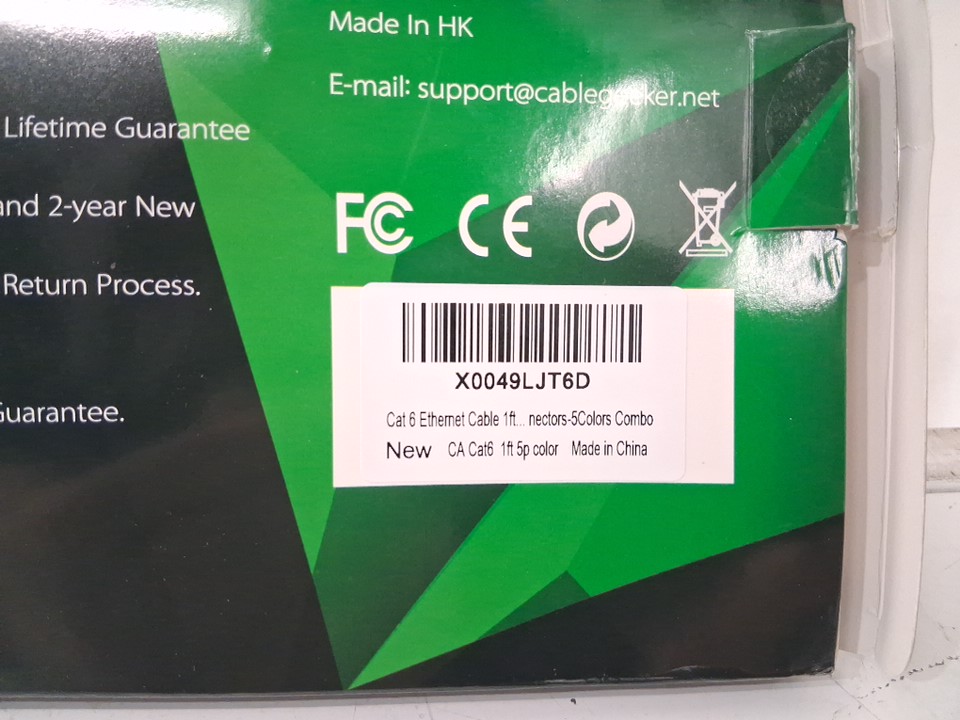 Made In HK
E-mail: support@cablegeeker.net
Lifetime Guarantee
and 2-year New
Return Process.
Guarantee.
FC
CE
X0049LJT6D
Cat 6 Ethernet Cable 1ft... nectors-5Colors Combo
New CA Cat6 1ft 5p color Made in China